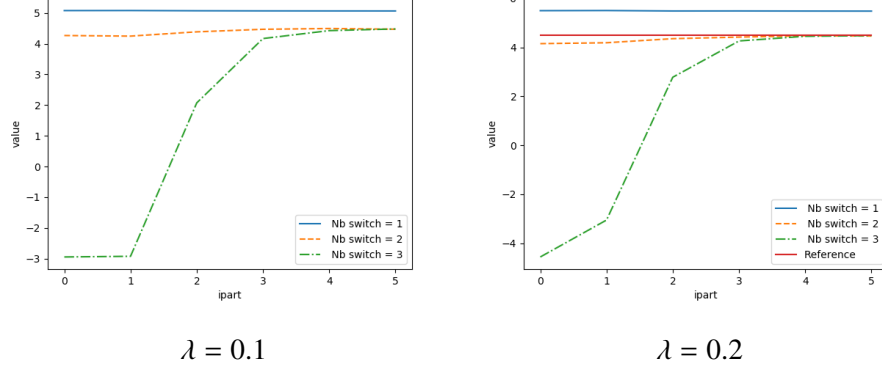 5
4
3
2
1
0
−1
−2
−3
value
0 1 2 3 4 5
ipart
Nb switch = 1
Nb switch = 2
Nb switch = 3
λ = 0.1
4
2
0
−2
−4
value
0 1 2 3 4 5
ipart
Nb switch = 1
Nb switch = 2
Nb switch = 3
Reference
λ = 0.2